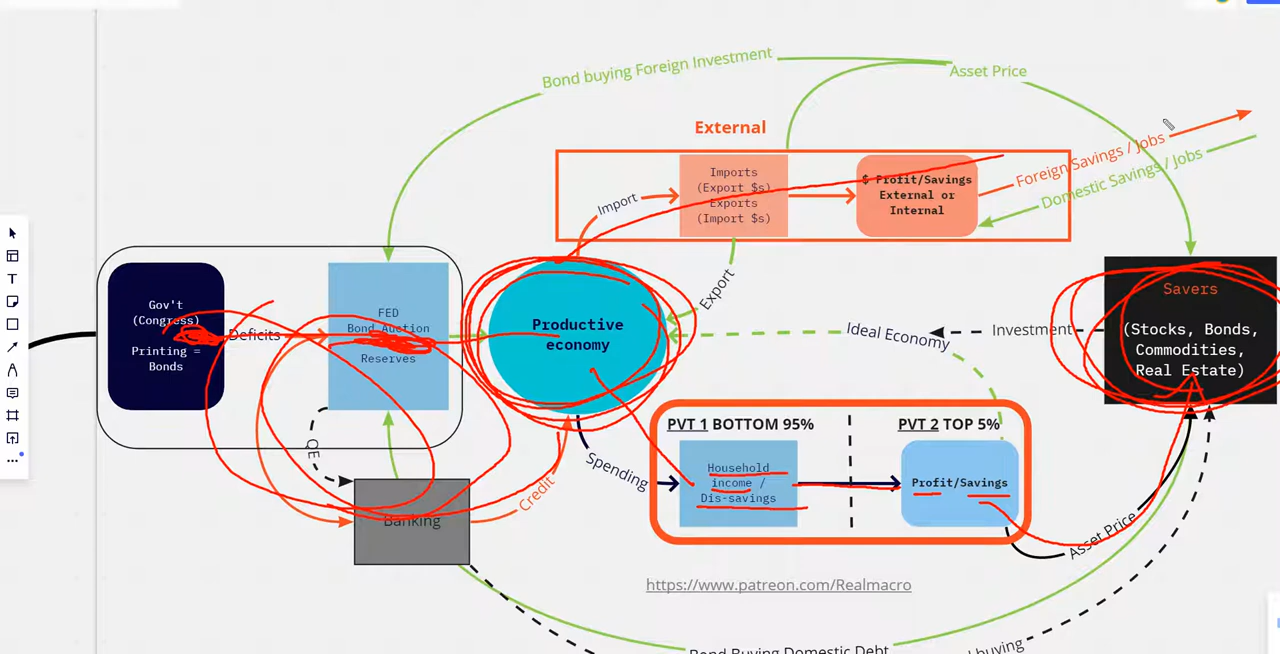 Bond buying Foreign Investment
Asset Price
External
Import
Imports
(Export $s)
Exports
(Import $s)
$ Profit/Savings
External or
Internal
Foreign Savings / Jobs
Domestic Savings / Jobs
Gov't
(Congress)
Printing =
Bonds
Deficits
FED
Bond Auction
Reserves
Productive
economy
Export
Ideal Economy
Investment
Savers
(Stocks, Bonds,
Commodities,
Real Estate)
QE
Banking
Credit
Spending
PVT 1 BOTTOM 95%
PVT 2 TOP 5%
Household
income /
Dis-savings
Profit/Savings
Asset Price
https://www.patreon.com/Realmacro
Bond Buying Domestic Debt
buying